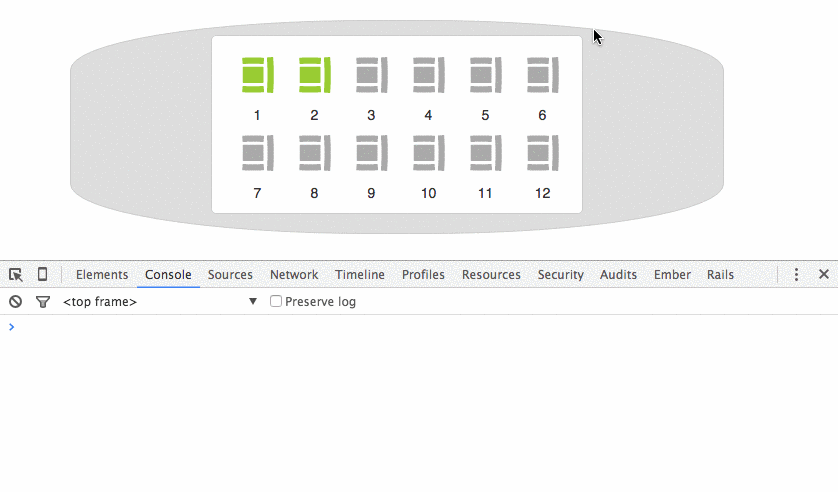 1 2 3 4 5 6
7 8 9 10 11 12
Elements Console Sources Network Timeline Profiles Resources Security Audits Ember Rails
<top frame> Preserve log